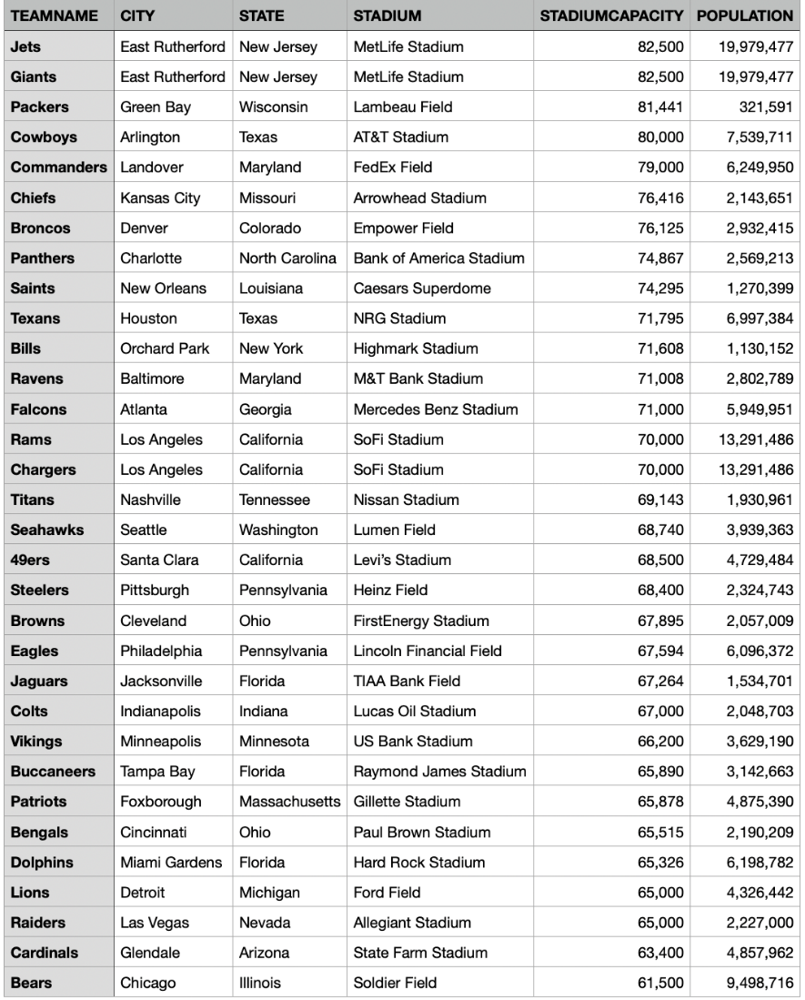 TEAMNAME CITY STATE STADIUM STADIUMCAPACITY POPULATION
Jets East Rutherford New Jersey MetLife Stadium 82,500 19,979,477
Giants East Rutherford New Jersey MetLife Stadium 82,500 19,979,477
Packers Green Bay Wisconsin Lambeau Field 81,441 321,591
Cowboys Arlington Texas AT&T Stadium 80,000 7,539,711
Commanders Landover Maryland FedEx Field 79,000 6,249,950
Chiefs Kansas City Missouri Arrowhead Stadium 76,416 2,143,651
Broncos Denver Colorado Empower Field 76,125 2,932,415
Panthers Charlotte North Carolina Bank of America Stadium 74,867 2,569,213
Saints New Orleans Louisiana Caesars Superdome 74,295 1,270,399
Texans Houston Texas NRG Stadium 71,795 6,997,384
Bills Orchard Park New York Highmark Stadium 71,608 1,130,152
Ravens Baltimore Maryland M&T Bank Stadium 71,008 2,802,789
Falcons Atlanta Georgia Mercedes Benz Stadium 71,000 5,949,951
Rams Los Angeles California SoFi Stadium 70,000 13,291,486
Chargers Los Angeles California SoFi Stadium 70,000 13,291,486
Titans Nashville Tennessee Nissan Stadium 69,143 1,930,961
Seahawks Seattle Washington Lumen Field 68,740 3,939,363
49ers Santa Clara California Levi’s Stadium 68,500 4,729,484
Steelers Pittsburgh Pennsylvania Heinz Field 68,400 2,324,743
Browns Cleveland Ohio FirstEnergy Stadium 67,895 2,057,009
Eagles Philadelphia Pennsylvania Lincoln Financial Field 67,594 6,096,372
Jaguars Jacksonville Florida TIAA Bank Field 67,264 1,534,701
Colts Indianapolis Indiana Lucas Oil Stadium 67,000 2,048,703
Vikings Minneapolis Minnesota US Bank Stadium 66,200 3,629,190
Buccaneers Tampa Bay Florida Raymond James Stadium 65,890 3,142,663
Patriots Foxborough Massachusetts Gillette Stadium 65,878 4,875,390
Bengals Cincinnati Ohio Paul Brown Stadium 65,515 2,190,209
Dolphins Miami Gardens Florida Hard Rock Stadium 65,326 6,198,782
Lions Detroit Michigan Ford Field 65,000 4,326,442
Raiders Las Vegas Nevada Allegiant Stadium 65,000 2,227,000
Cardinals Glendale Arizona State Farm Stadium 63,400 4,857,962
Bears Chicago Illinois Soldier Field 61,500 9,498,716